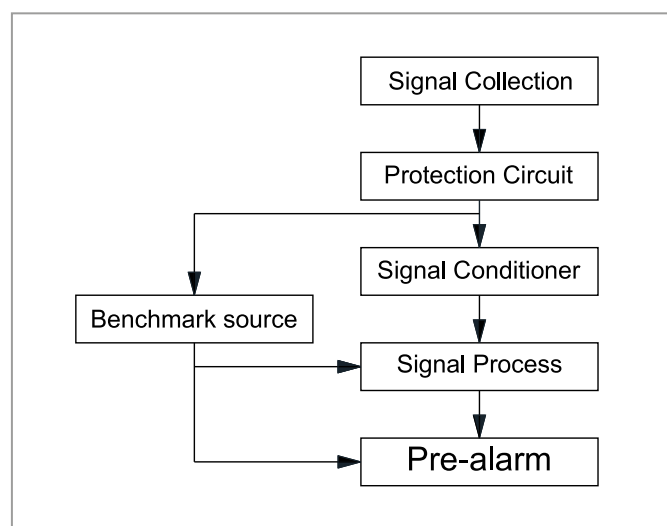 Signal Collection
Protection Circuit
Signal Conditioner
Benchmark source
Signal Process
Pre-alarm